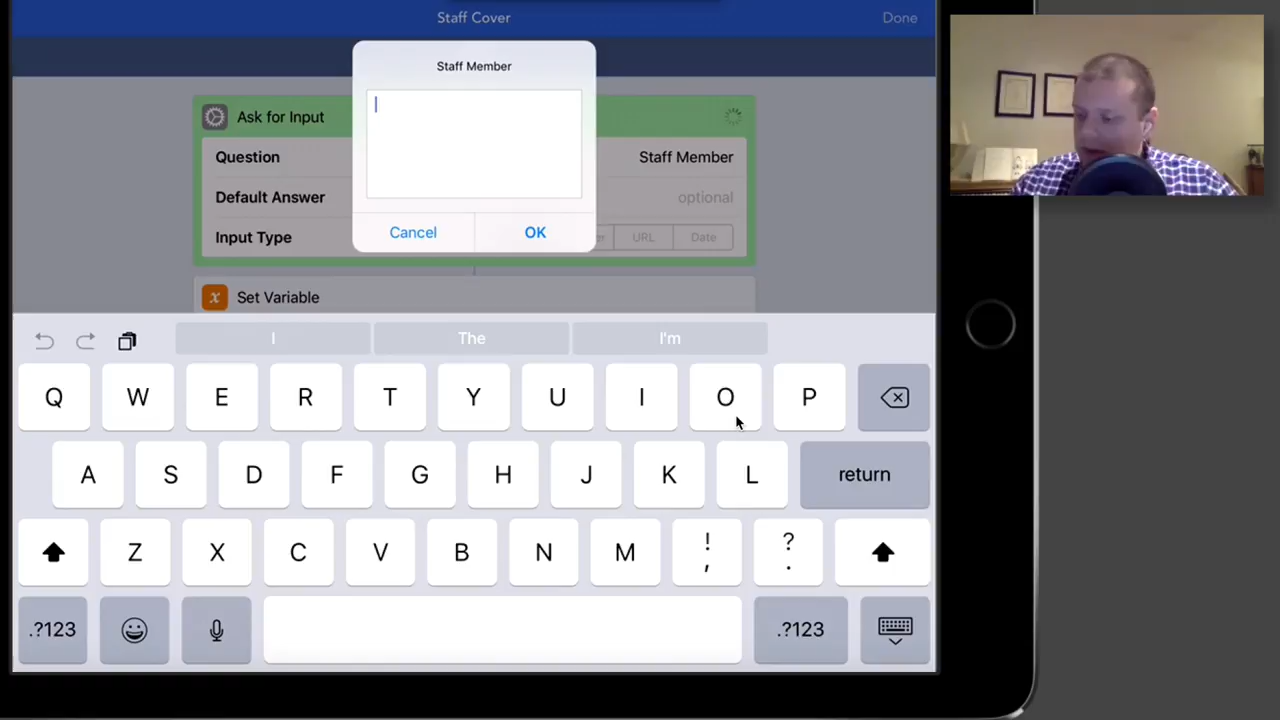 Staff Cover
Done
Staff Member
Ask for Input
Question
Staff Member
Default Answer
optional
Cancel
OK
Input Type
URL
Date
x
Set Variable
I
The
I'm
Q W E R T Y U I O P
A S D F G H J K L return
Z X C V B N M ! , ? .
.?123
.?123